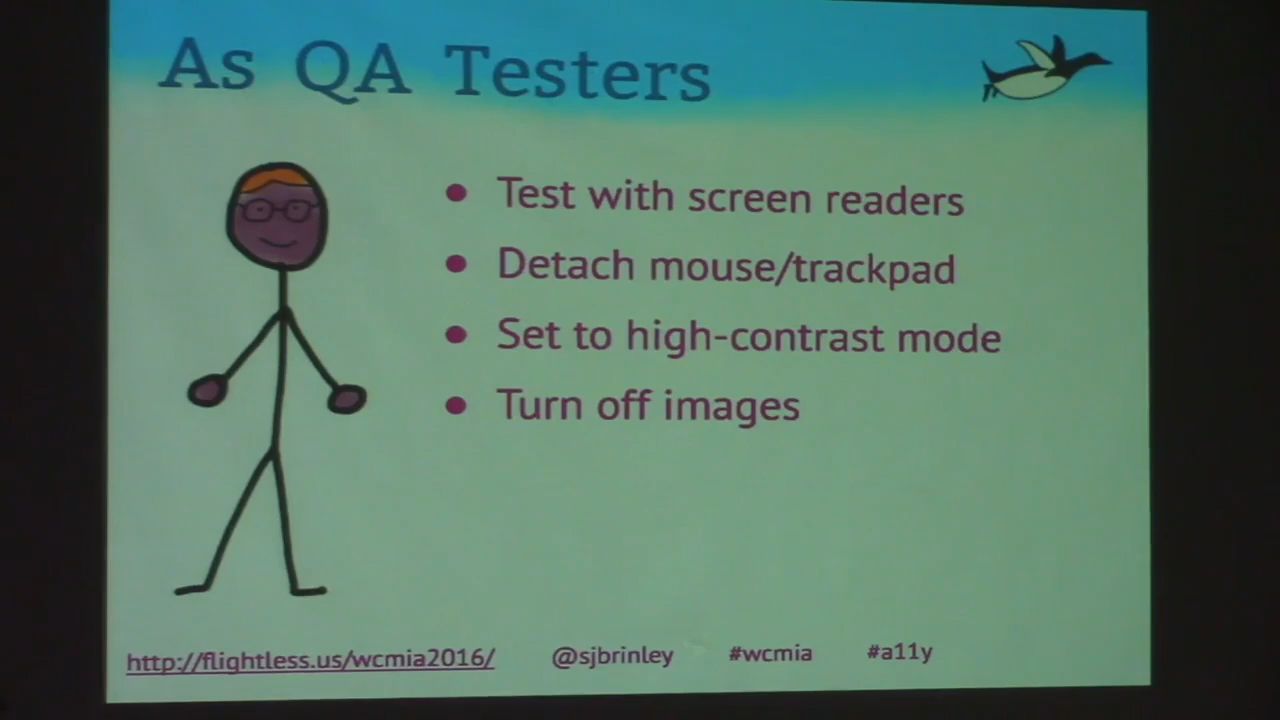 As QA Testers
• Test with screen readers
• Detach mouse/trackpad
• Set to high-contrast mode
• Turn off images
http://flightless.us/wcmia2016/ @sjbrinley #wcmia #a11y